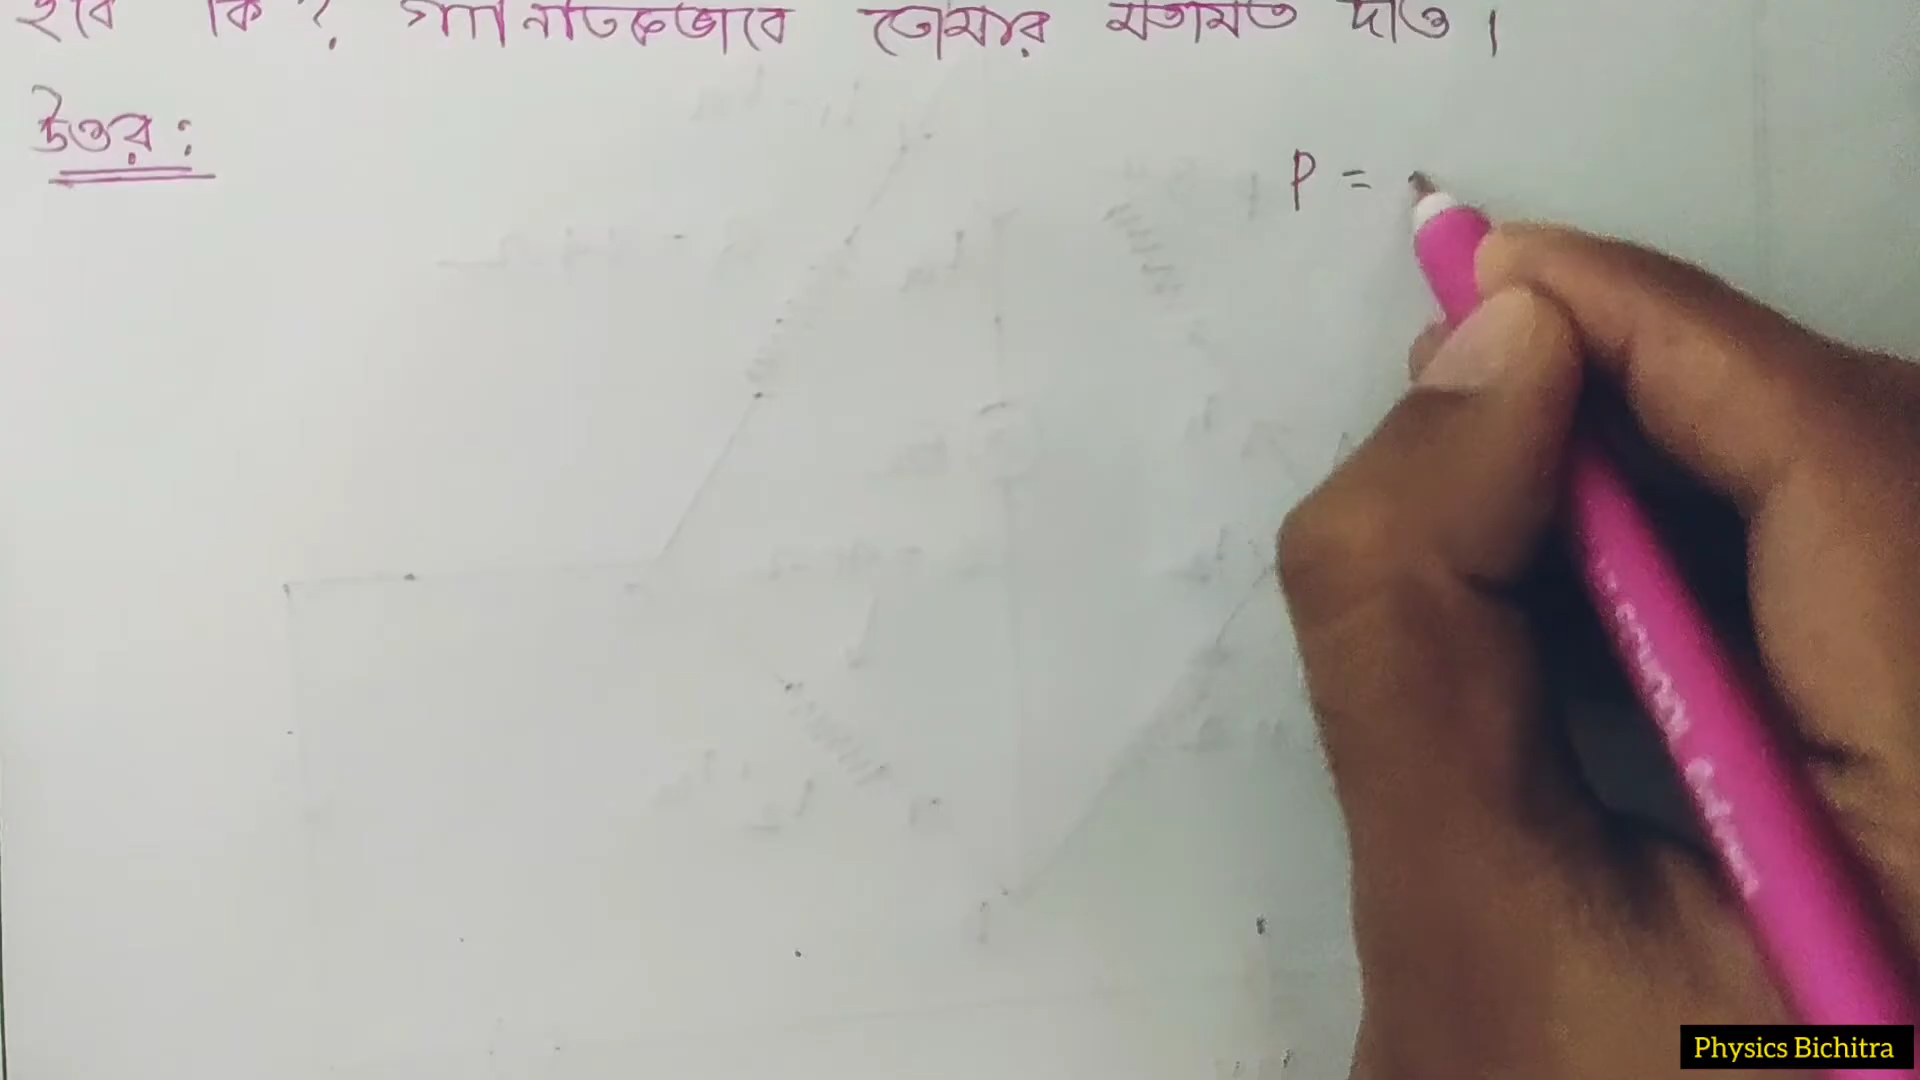 হবে কি? গাণিতিকভাবে তোমার মতামত দাও।
উত্তর:
P =
Physics Bichitra